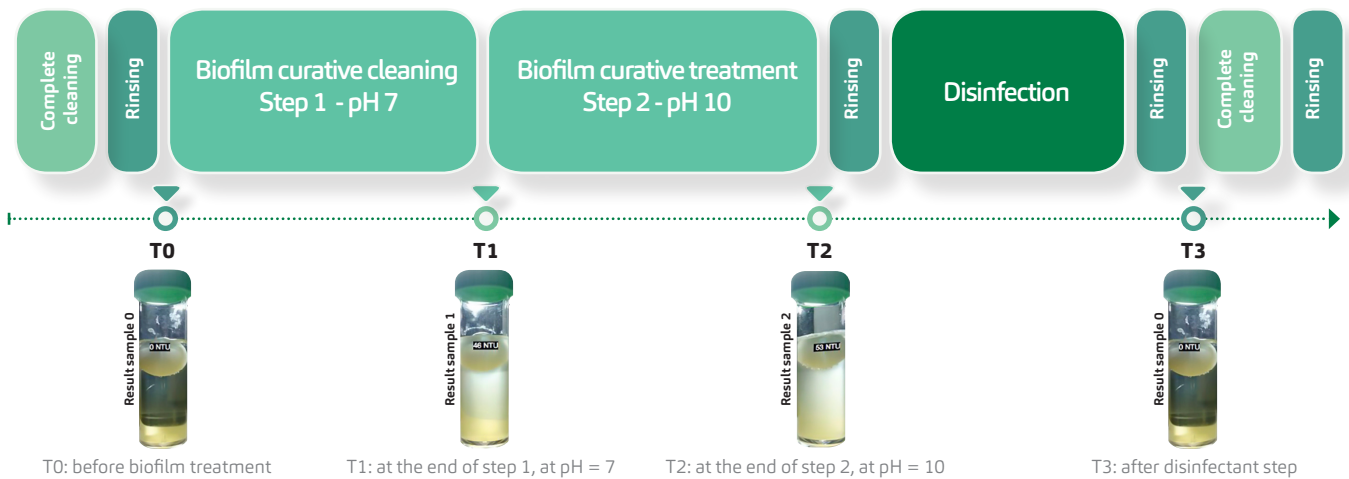 Complete
cleaning
Rinsing
Biofilm curative cleaning
Step 1 - pH 7
Biofilm curative treatment
Step 2 - pH 10
Rinsing
Disinfection
Rinsing
Complete
cleaning
Rinsing
T0
T1
T2
T3
Result sample 0
0 NTU
Result sample 1
46 NTU
Result sample 2
53 NTU
Result sample 0
0 NTU
T0: before biofilm treatment
T1: at the end of step 1, at pH = 7
T2: at the end of step 2, at pH = 10
T3: after disinfectant step